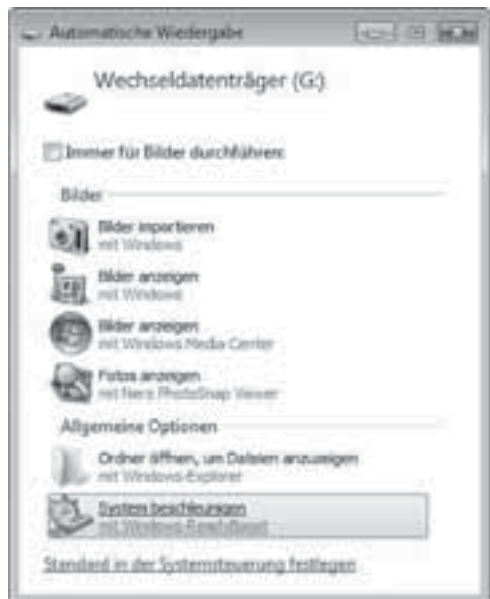 Automatische Wiedergabe
Wechseldatenträger (G:)
Immer für Bilder durchführen:
Bilder
Bilder importieren
mit Windows
Bilder anzeigen
mit Windows
Bilder anzeigen
mit Windows Media Center
Fotos anzeigen
mit Nero PhotoSnap Viewer
Allgemeine Optionen
Ordner öffnen, um Dateien anzuzeigen
mit Windows-Explorer
System beschleunigen
mit Windows-ReadyBoost
Standard in der Systemsteuerung festlegen